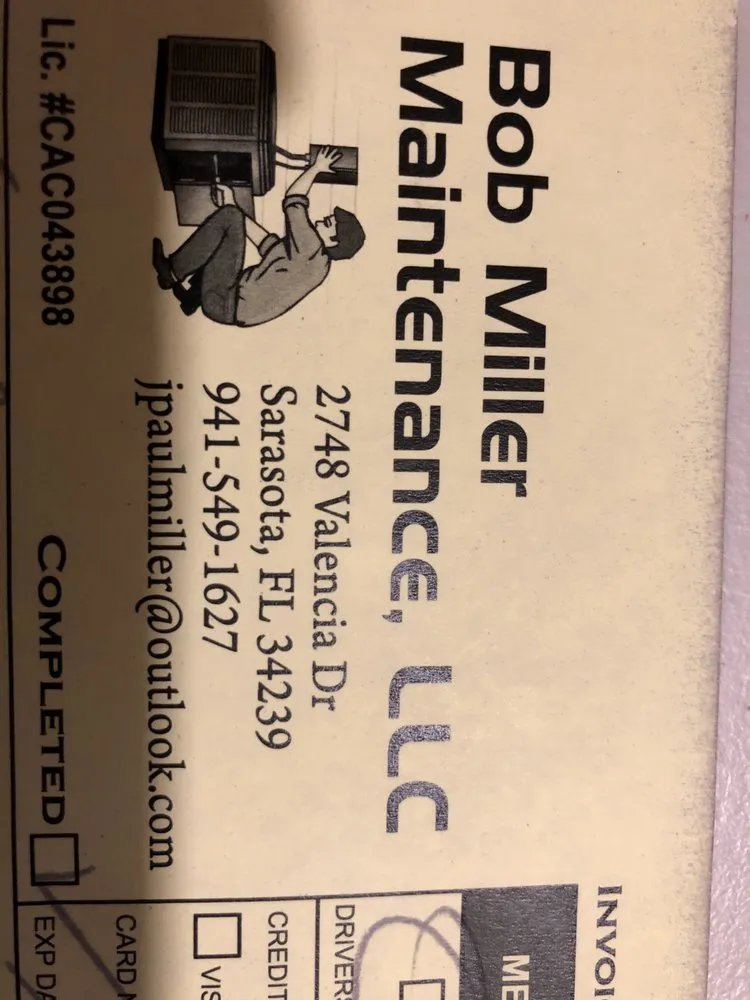 Bob Miller
Maintenance, LLC
2748 Valencia Dr
Sarasota, FL 34239
941-549-1627
jpaulmiller@outlook.com
Lic. #CAC043898
COMPLETED